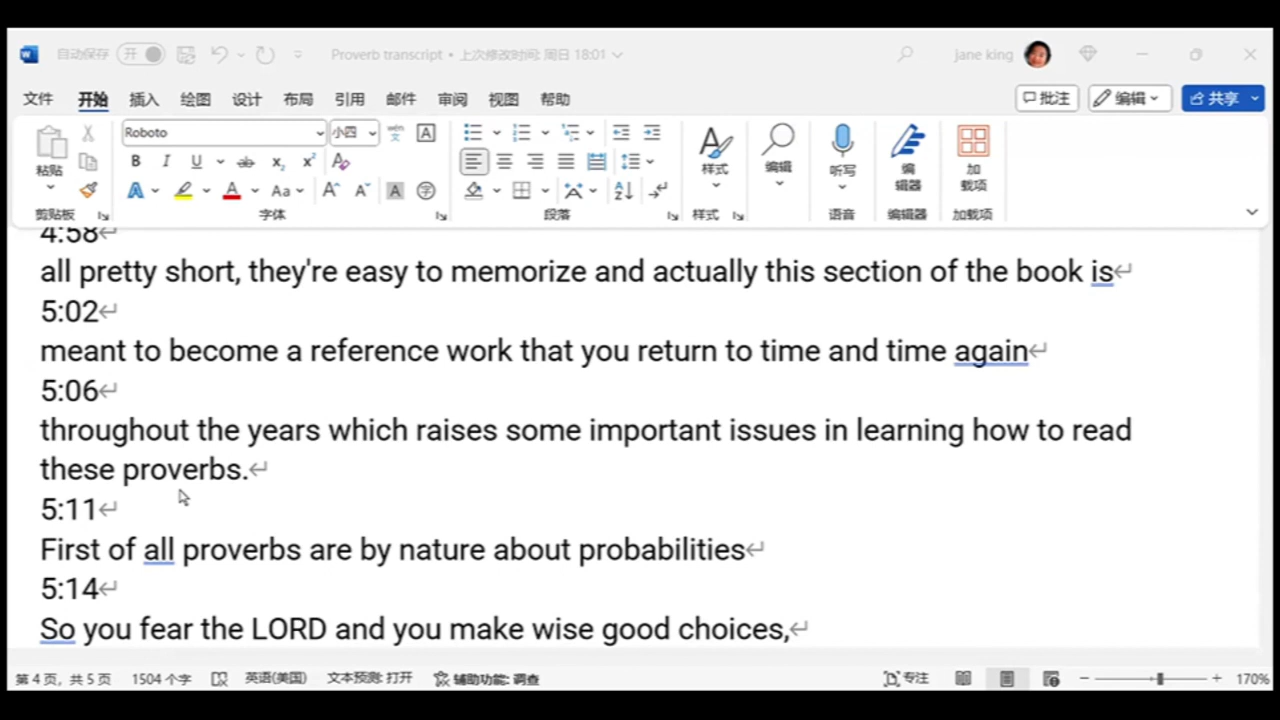 自动保存 开 Proverb transcript • 上次修改时间: 周日 18:01 jane king
文件 开始 插入 绘图 设计 布局 引用 邮件 审阅 视图 帮助 批注 编辑 共享
粘贴 Roboto 小四 wén 文 A 样式 编辑 听写 编辑器 加载项
B I U ab x₂ x² A
A A Aa A A A 字 A Z
剪贴板 字体 段落 样式 语音 编辑器 加载项
4:58
all pretty short, they're easy to memorize and actually this section of the book is
5:02
meant to become a reference work that you return to time and time again
5:06
throughout the years which raises some important issues in learning how to read
these proverbs.
5:11
First of all proverbs are by nature about probabilities
5:14
So you fear the LORD and you make wise good choices,
第 4 页, 共 5 页 1504 个字 英语(美国) 文本预测: 打开 辅助功能: 调查 专注 170%